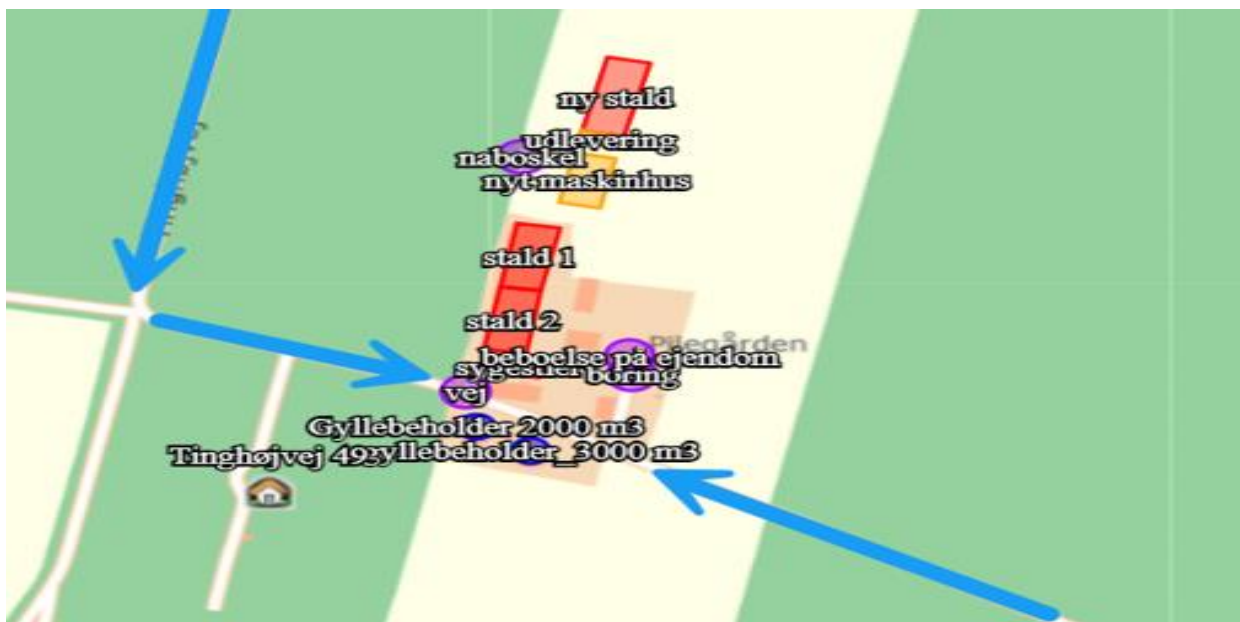 ny stald
udlevering
naboskel
nyt maskinhus
stald 1
stald 2
Pilegården
beboelse på ejendom
boring
vej
Gyllebeholder 2000 m3
Tinghøjvej 49
gyllebeholder_3000 m3